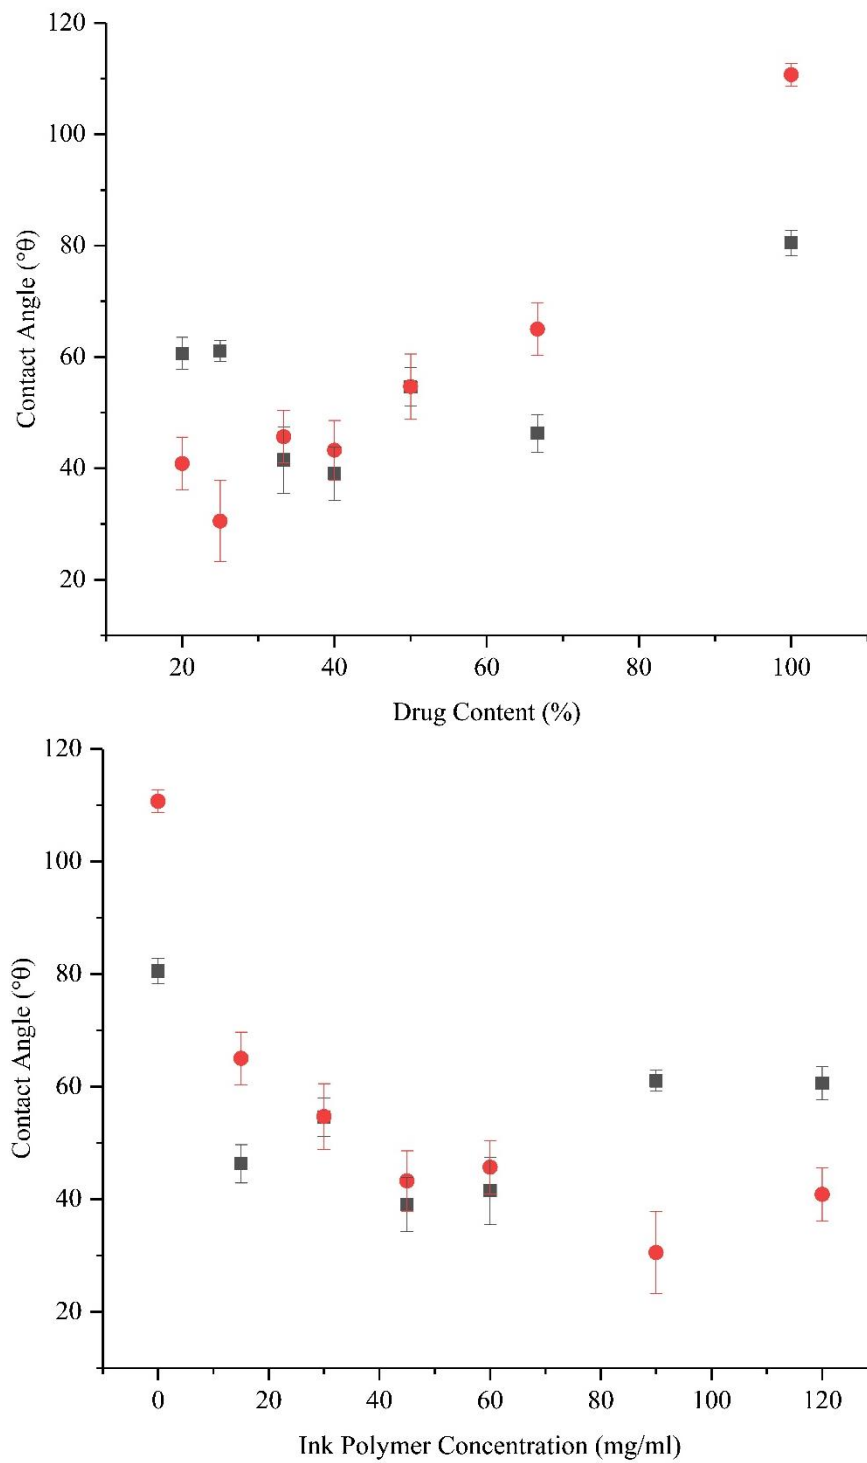 120
100
80
60
40
20
Contact Angle (°θ)
20 40 60 80 100
Drug Content (%)
120
100
80
60
40
20
Contact Angle (°θ)
0 20 40 60 80 100 120
Ink Polymer Concentration (mg/ml)